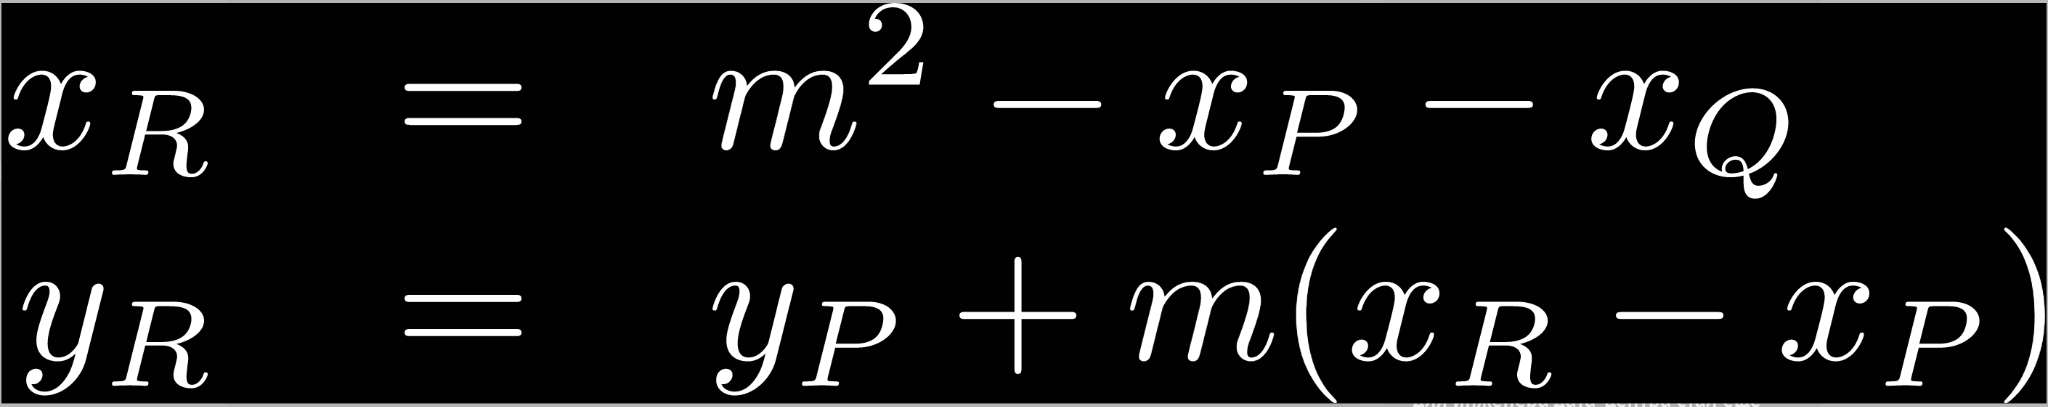 x_R = m^2 − x_P − x_Q
y_R = y_P + m(x_R − x_P)